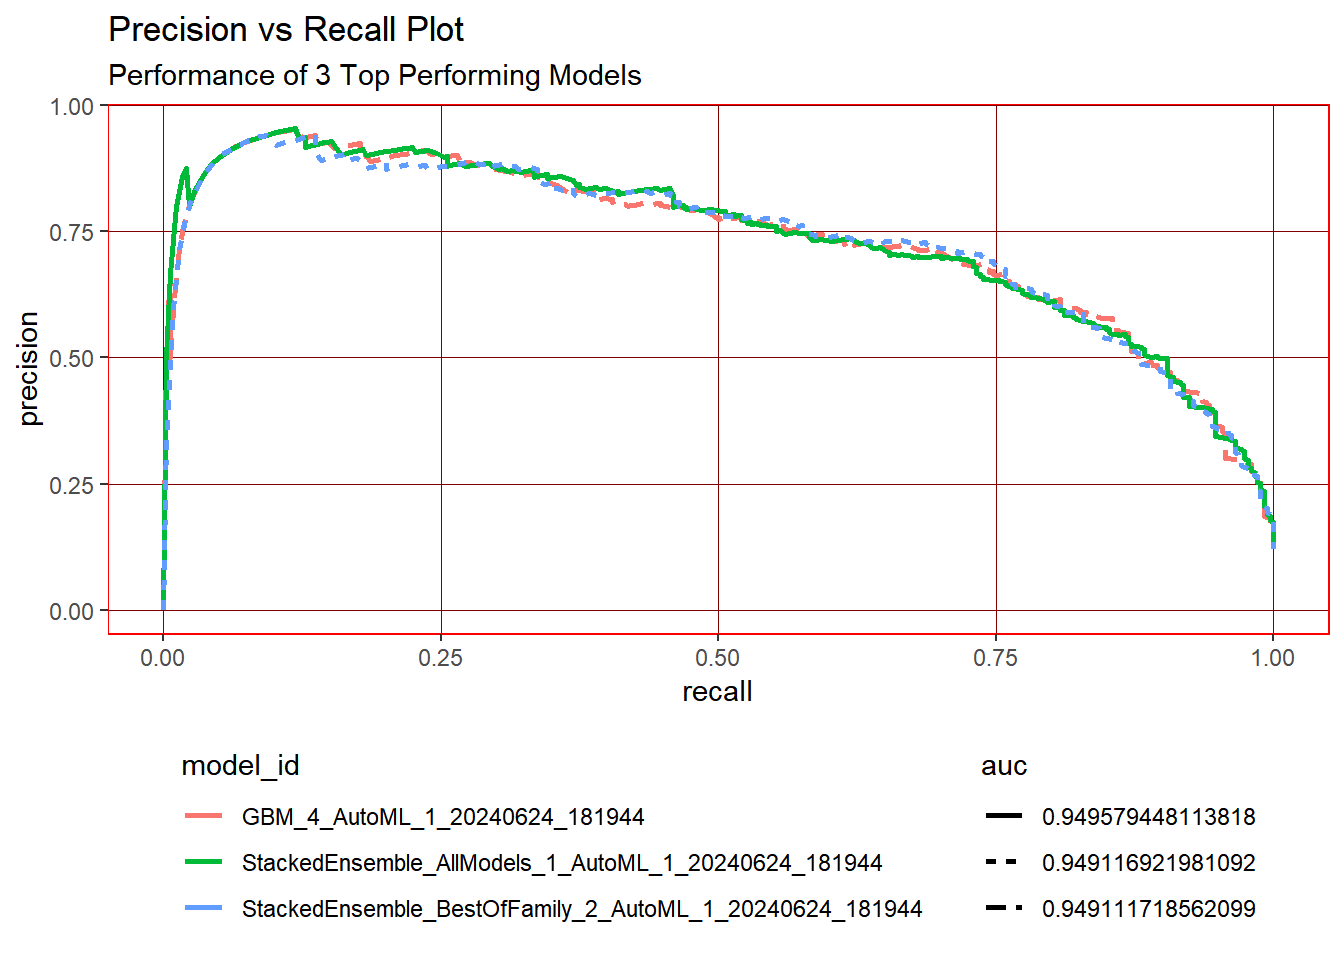 Precision vs Recall Plot
Performance of 3 Top Performing Models
1.00
0.75
0.50
0.25
0.00
precision
0.00 0.25 0.50 0.75 1.00
recall
model_id
GBM_4_AutoML_1_20240624_181944
StackedEnsemble_AllModels_1_AutoML_1_20240624_181944
StackedEnsemble_BestOfFamily_2_AutoML_1_20240624_181944
auc
0.949579448113818
0.949116921981092
0.949111718562099